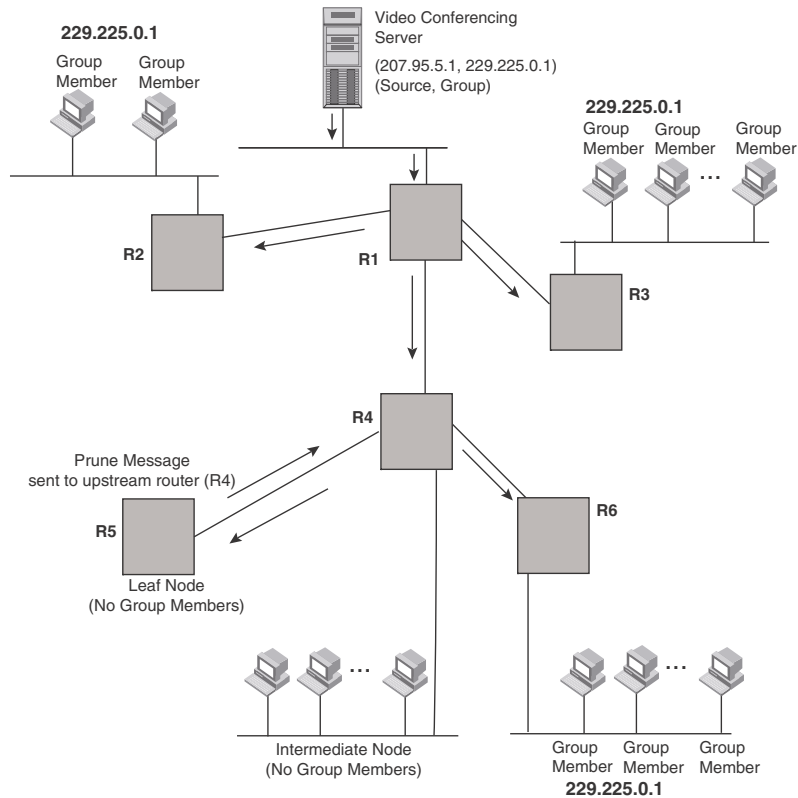 Video Conferencing
Server
(207.95.5.1, 229.225.0.1)
(Source, Group)
229.225.0.1
Group
Member
Group
Member
229.225.0.1
Group
Member
Group
Member
...
Group
Member
R2
R1
R3
R4
Prune Message
sent to upstream router (R4)
R5
R6
Leaf Node
(No Group Members)
...
...
Intermediate Node
(No Group Members)
Group
Member
Group
Member
Group
Member
229.225.0.1